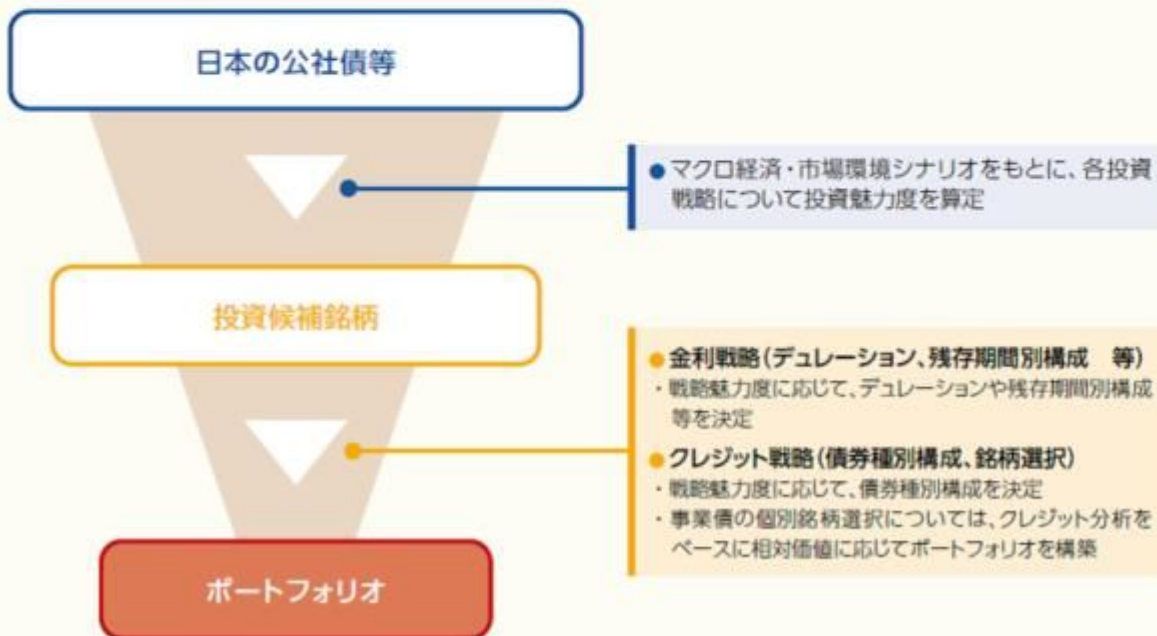 日本の公社債等
●マクロ経済・市場環境シナリオをもとに、各投資
戦略について投資魅力度を算定
投資候補銘柄
●金利戦略(デュレーション、残存期間別構成　等)
・戦略魅力度に応じて、デュレーションや残存期間別構成
等を決定
●クレジット戦略(債券種別構成、銘柄選択)
・戦略魅力度に応じて、債券種別構成を決定
・事業債の個別銘柄選択については、クレジット分析を
ベースに相対価値に応じてポートフォリオを構築
ポートフォリオ